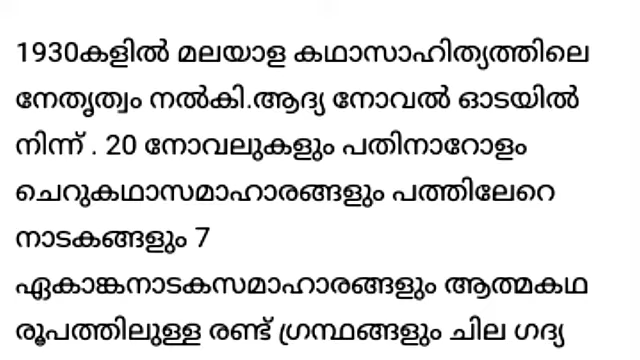 1930കളിൽ മലയാള കഥാസാഹിത്യത്തിലെ
നേതൃത്വം നൽകി.ആദ്യ നോവൽ ഓടയിൽ
നിന്ന് . 20 നോവലുകളും പതിനാറോളം
ചെറുകഥാസമാഹാരങ്ങളും പത്തിലേറെ
നാടകങ്ങളും 7
ഏകാങ്കനാടകസമാഹാരങ്ങളും ആത്മകഥ
രൂപത്തിലുള്ള രണ്ട് ഗ്രന്ഥങ്ങളും ചില ഗദ്യ